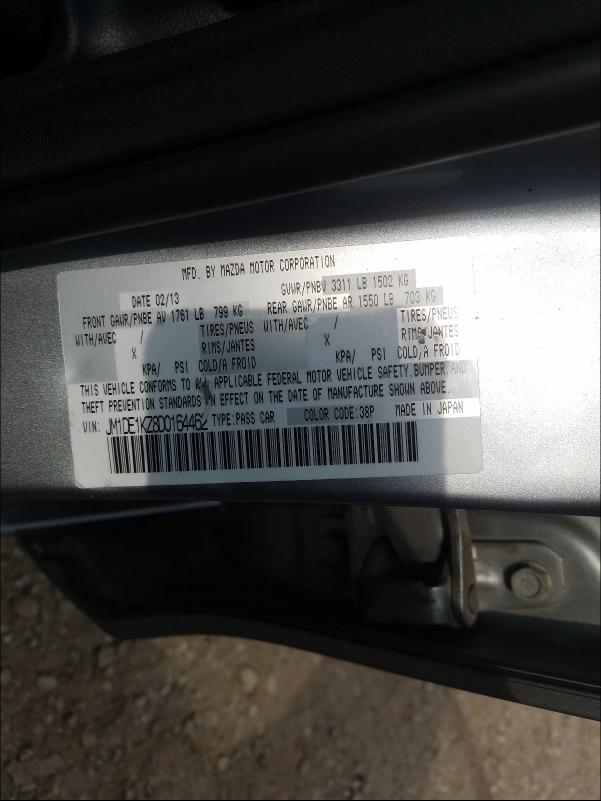 MFD. BY MAZDA MOTOR CORPORATION
DATE 02/13 GVWR/PNBV 3311 LB 1502 KG
FRONT GAWR/PNBE AV 1761 LB 799 KG REAR GAWR/PNBE AR 1550 LB 703 KG
WITH/AVEC / TIRES/PNEUS WITH/AVEC / TIRES/PNEUS
X RIMS/JANTES X RIMS/JANTES
KPA/ PSI COLD/A FROID KPA/ PSI COLD/A FROID
THIS VEHICLE CONFORMS TO ALL APPLICABLE FEDERAL MOTOR VEHICLE SAFETY, BUMPER, AND
THEFT PREVENTION STANDARDS IN EFFECT ON THE DATE OF MANUFACTURE SHOWN ABOVE.
VIN: JM1DE1KZ8D0164462 TYPE: PASS CAR COLOR CODE: 38P MADE IN JAPAN